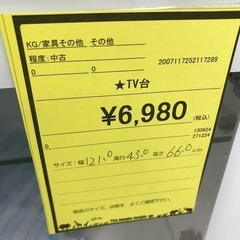 KG/家具その他 その他
程度:中古
2007117252117289
★TV台
¥6,980(税込)
130624
271224
サイズ:幅121.0奥行43.0高さ66.0cm
商品のサイズ、状態を よくご確認下さい。
The Jungle Jungle